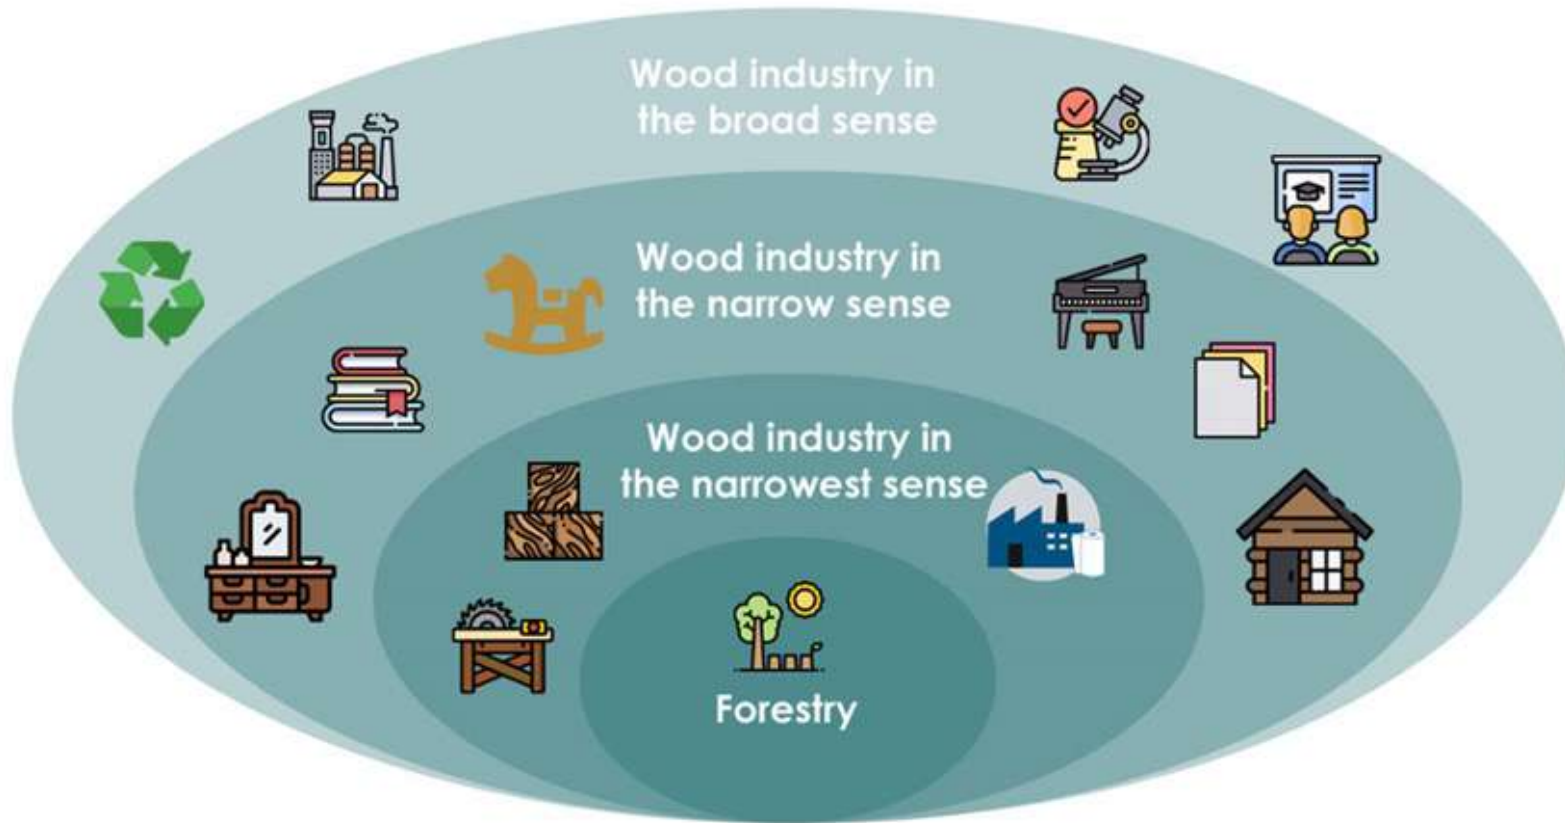 Wood industry in
the broad sense
Wood industry in
the narrow sense
Wood industry in
the narrowest sense
Forestry